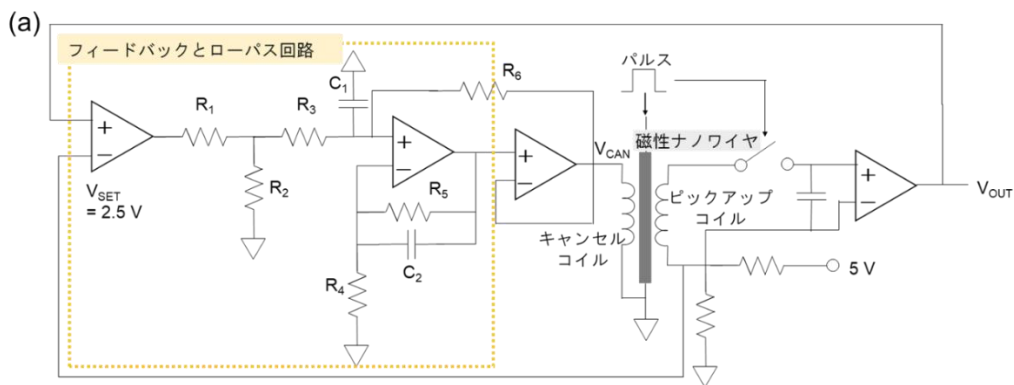 (a)
フィードバックとローパス回路
R1
R2
R3
C1
R6
R5
C2
R4
VSET
= 2.5 V
VCAN
パルス
磁性ナノワイヤ
キャンセル
コイル
ピックアップ
コイル
5 V
VOUT
+
−
+
−
+
−
+
−